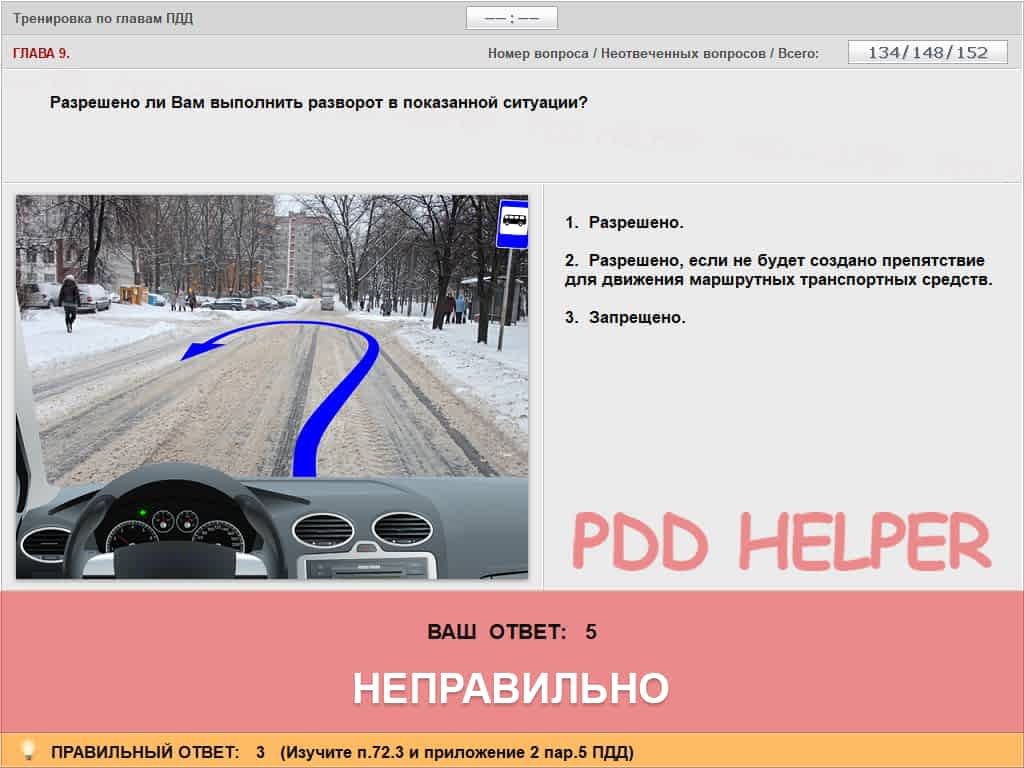 Тренировка по главам ПДД
—— : ——
ГЛАВА 9.
Номер вопроса / Неотвеченных вопросов / Всего:
134/148/152
Разрешено ли Вам выполнить разворот в показанной ситуации?
1. Разрешено.
2. Разрешено, если не будет создано препятствие
для движения маршрутных транспортных средств.
3. Запрещено.
PDD HELPER
ВАШ ОТВЕТ: 5
НЕПРАВИЛЬНО
ПРАВИЛЬНЫЙ ОТВЕТ: 3 (Изучите п.72.3 и приложение 2 пар.5 ПДД)